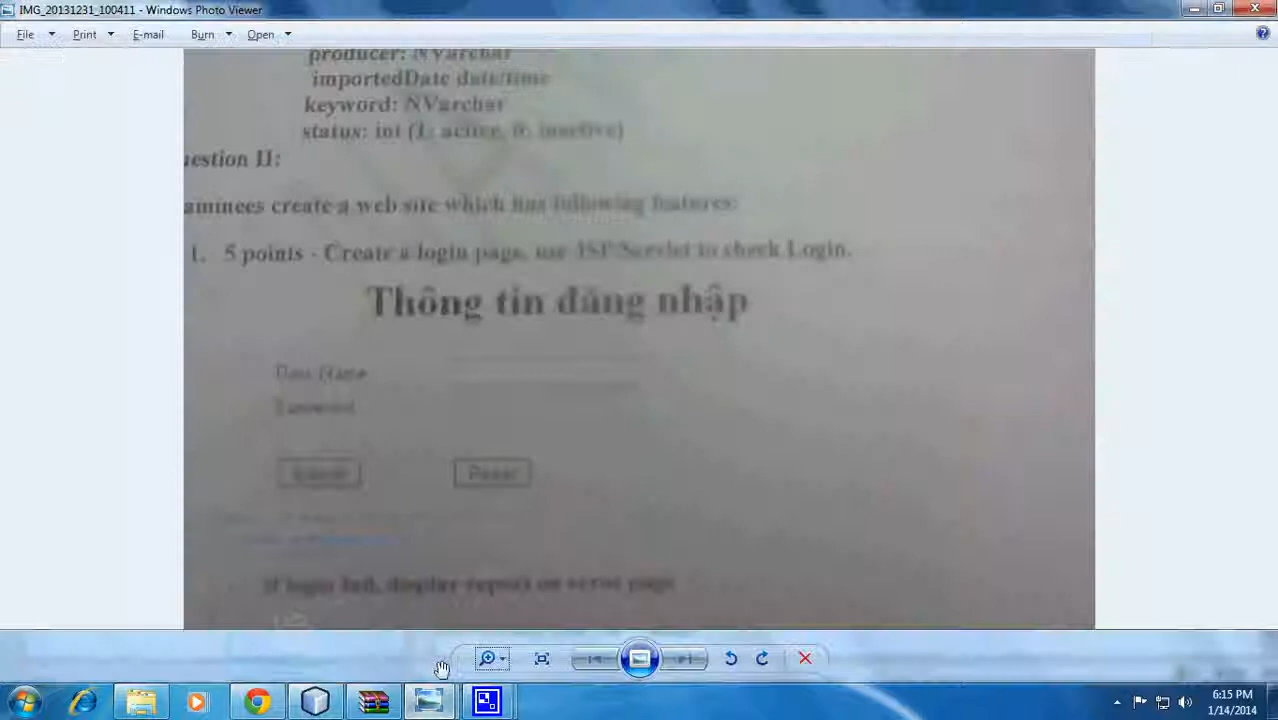 IMG_20131231_100411 - Windows Photo Viewer
File Print E-mail Burn Open
producer: NVarchar
importedDate date/time
keyword: NVarchar
status: int (1: active, 0: inactive)
uestion II:
aminees create a web site which has following features:
1. 5 points - Create a login page, use JSP/Servlet to check Login.
Thông tin đăng nhập
User Name
Password
Submit Reset
If login fail, display report on error page
6:15 PM
1/14/2014